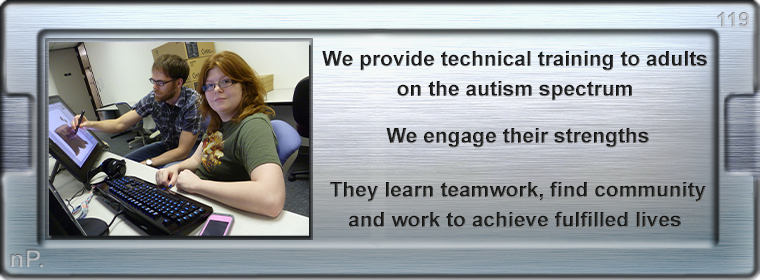 119
We provide technical training to adults
on the autism spectrum
We engage their strengths
They learn teamwork, find community
and work to achieve fulfilled lives
nP.